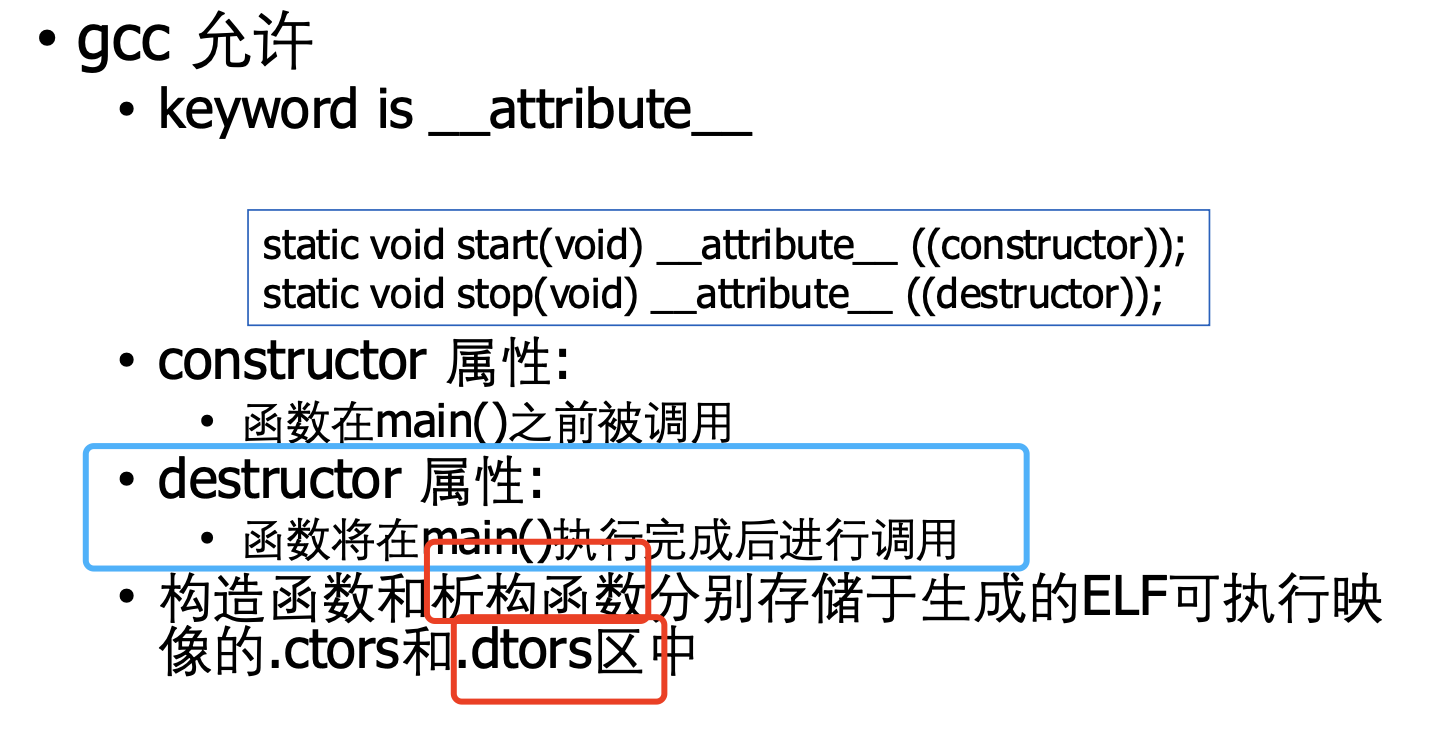 • gcc 允许
• keyword is __attribute__
static void start(void) __attribute__ ((constructor));
static void stop(void) __attribute__ ((destructor));
• constructor 属性:
• 函数在main()之前被调用
• destructor 属性:
• 函数将在main()执行完成后进行调用
• 构造函数和析构函数分别存储于生成的ELF可执行映
像的.ctors和.dtors区中